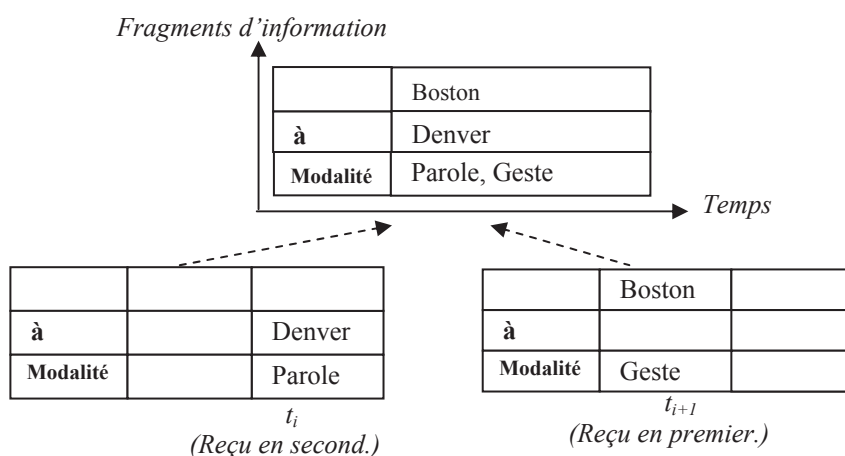 Fragments d’information
Boston
à Denver
Modalité Parole, Geste
Temps
à Denver
Modalité Parole
t_i
(Reçu en second.)
Boston
à
Modalité Geste
t_{i+1}
(Reçu en premier.)